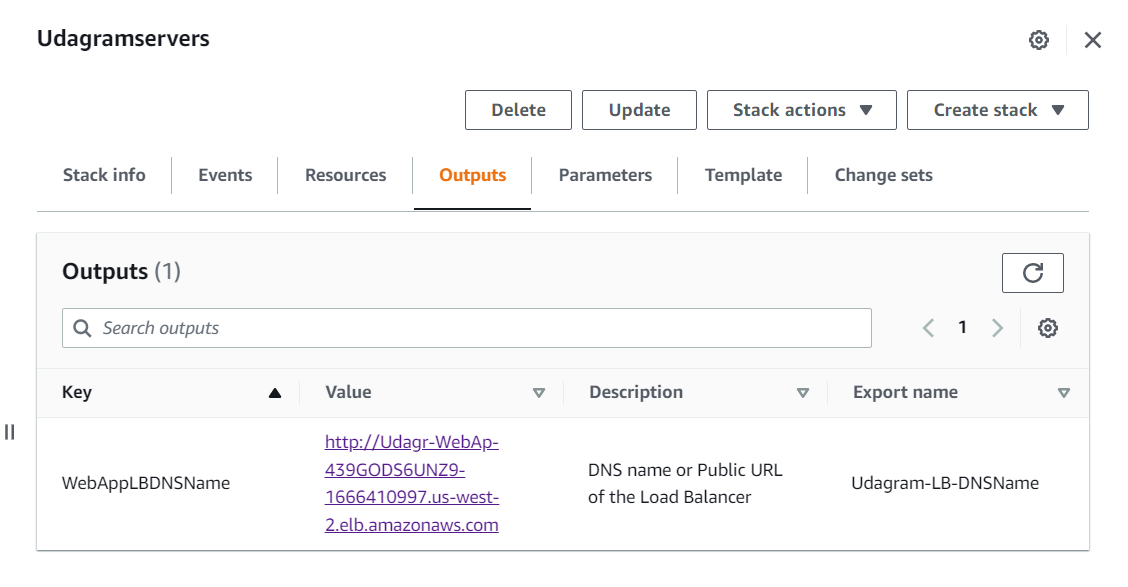 Udagramservers
Delete
Update
Stack actions
Create stack
Stack info
Events
Resources
Outputs
Parameters
Template
Change sets
Outputs (1)
Search outputs
1
Key
Value
Description
Export name
WebAppLBDNSName
http://Udagr-WebAp-
439GODS6UNZ9-
1666410997.us-west-
2.elb.amazonaws.com
DNS name or Public URL
of the Load Balancer
Udagram-LB-DNSName